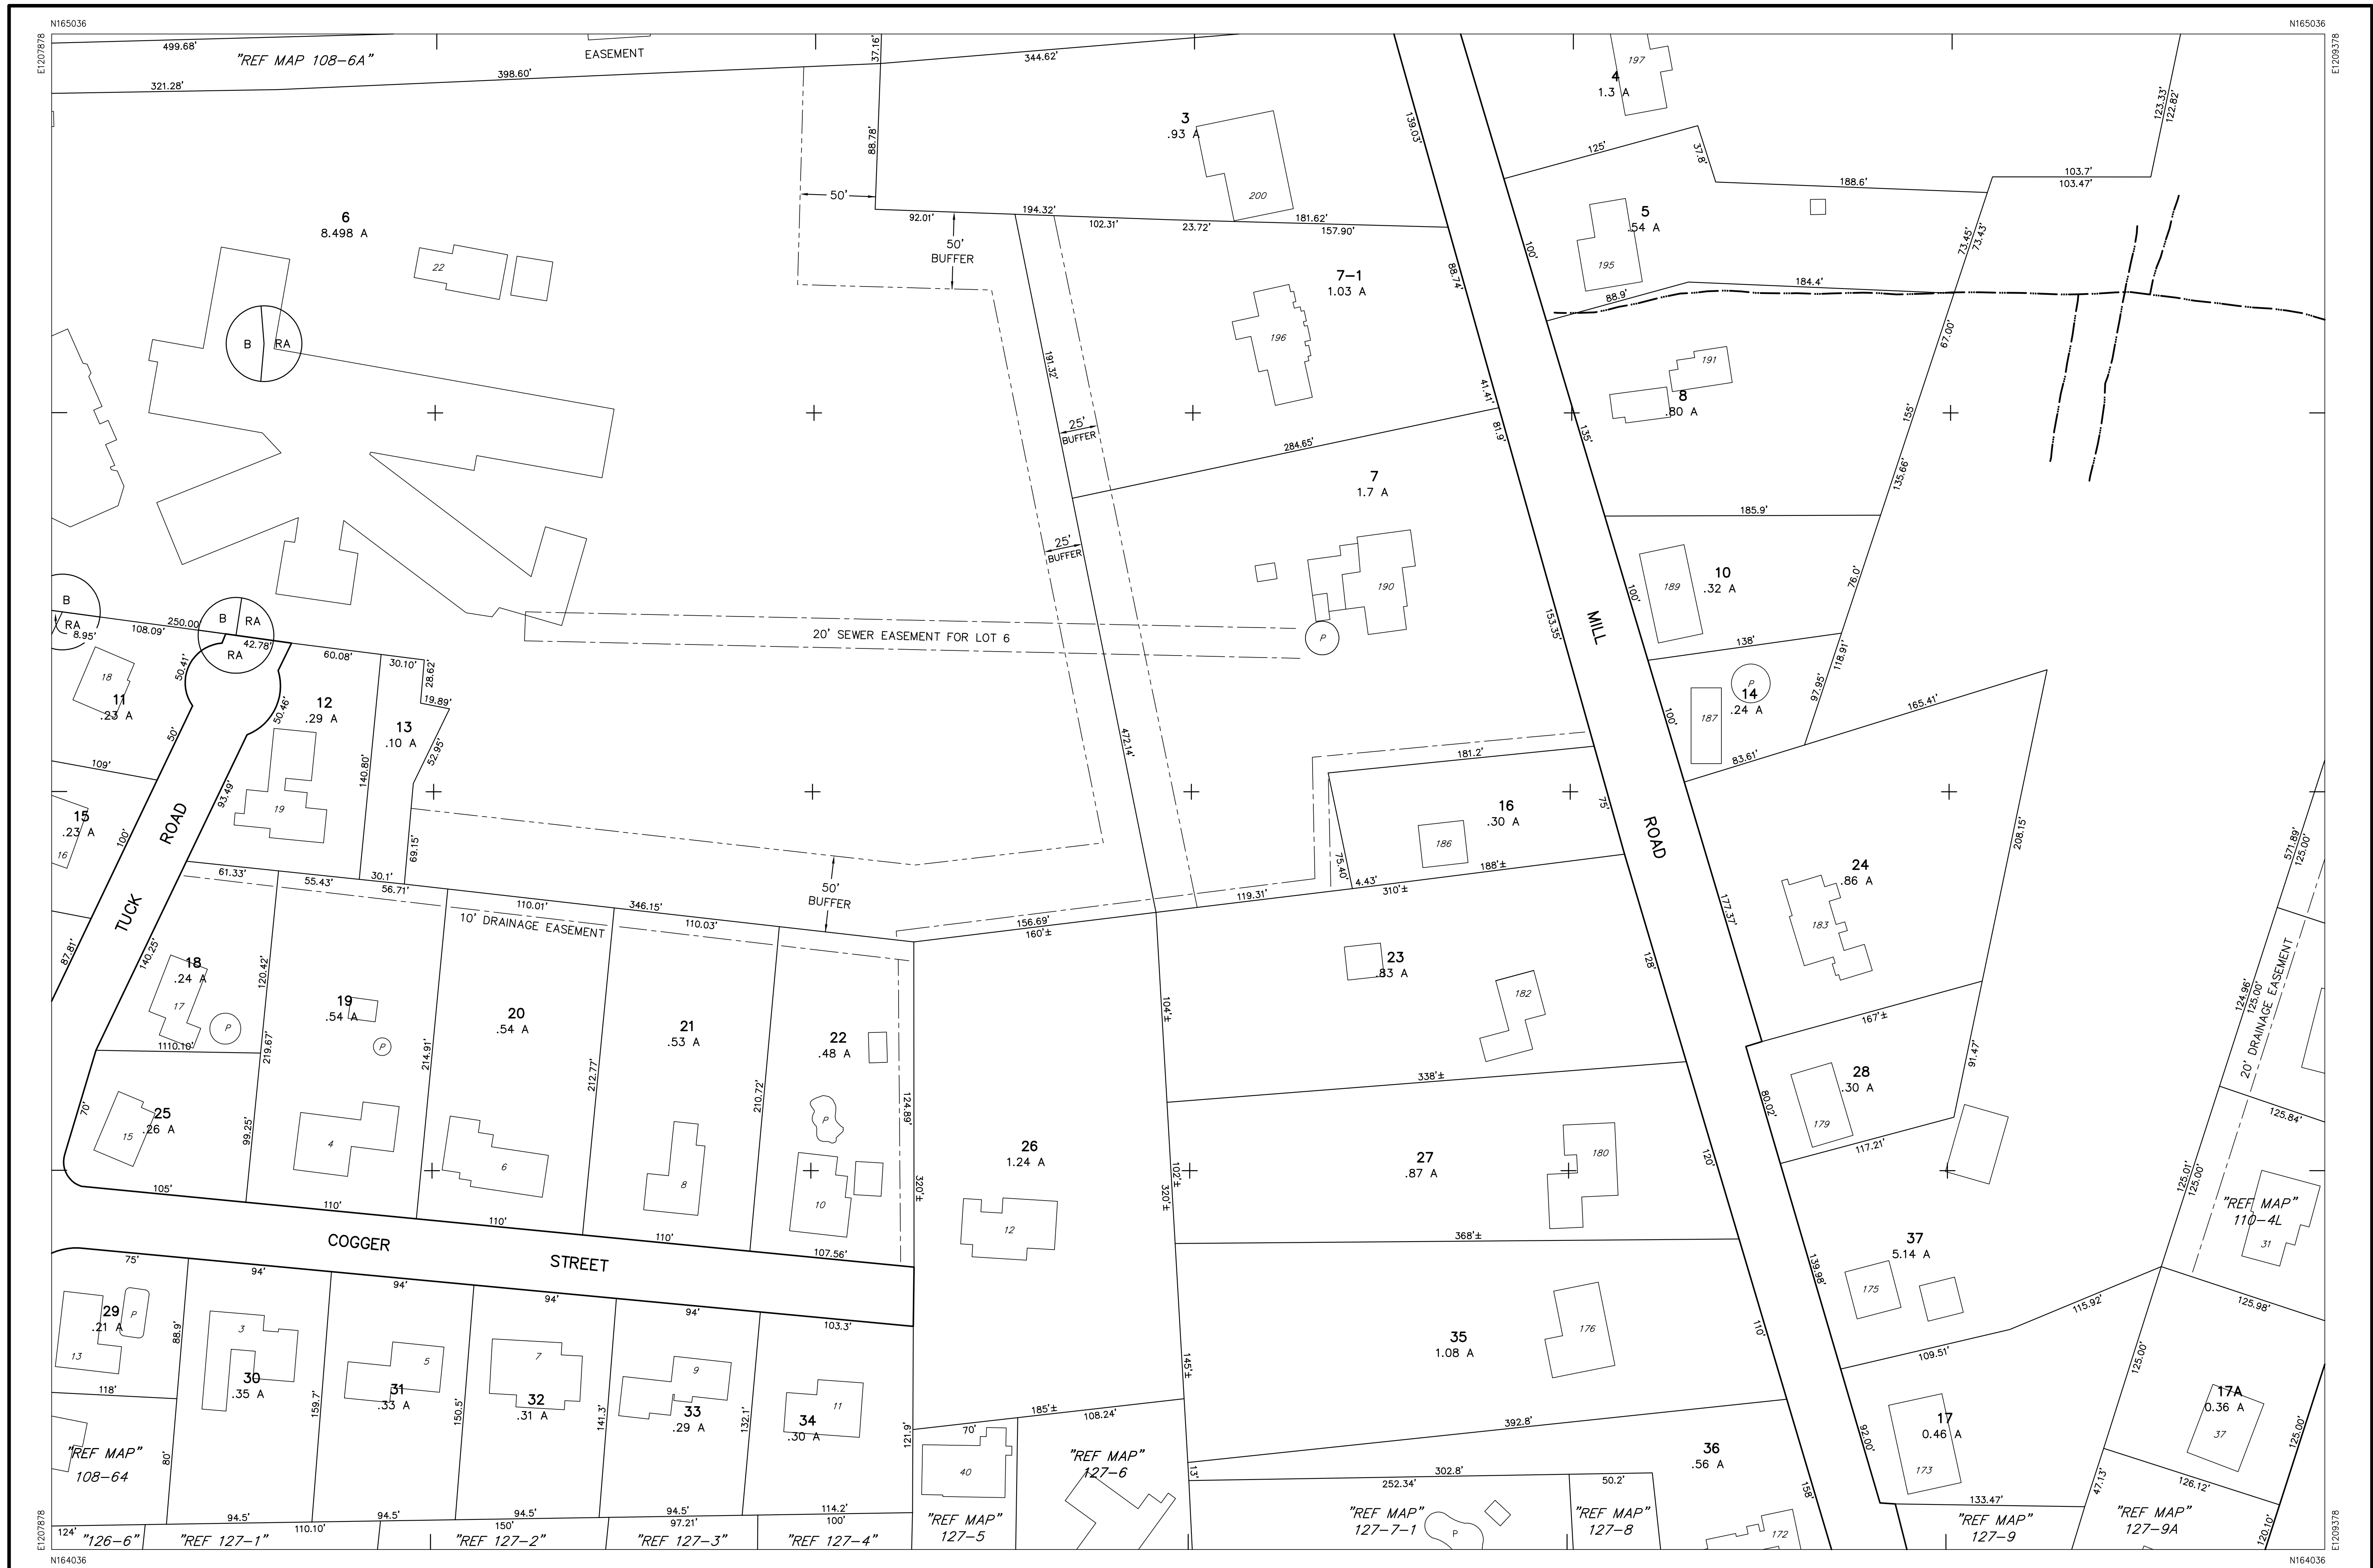 N165036
N165036
E1207878
E1209378
499.68'
"REF MAP 108-6A"
EASEMENT
321.28'
398.60'
37.16'
344.62'
88.78'
3
.93 A
200
139.03'
197
4
1.3 A
123.33'
122.82'
125'
37.8'
188.6'
103.7'
103.47'
6
8.498 A
22
50'
92.01'
194.32'
102.31'
23.72'
181.62'
157.90'
50'
BUFFER
5
.54 A
195
100'
73.45'
73.43'
88.74'
7-1
1.03 A
196
184.4'
88.9'
B
RA
191.32'
67.00'
191
8
.80 A
41.41'
81.9'
135'
155'
25'
BUFFER
284.65'
135.66'
7
1.7 A
185.9'
25'
BUFFER
190
189
10
.32 A
100'
76.0'
B
RA
8.95'
108.09'
250.00
B
RA
RA
42.78'
20' SEWER EASEMENT FOR LOT 6
P
153.35'
MILL
138'
118.91'
60.08'
30.10'
28.62'
19.89'
50.41'
18
11
.23 A
50.46'
12
.29 A
13
.10 A
52.95'
P
14
.24 A
187
97.95'
165.41'
100'
50'
472.14'
181.2'
83.61'
109'
93.49'
19
140.80'
75'
15
.23 A
16
100'
ROAD
16
.30 A
186
ROAD
69.15'
208.15'
571.89'
125.00'
61.33'
55.43'
30.1'
56.71'
50'
BUFFER
75.40'
4.43'
188'±
310'±
119.31'
24
.86 A
183
TUCK
110.01'
346.15'
110.03'
10' DRAINAGE EASEMENT
156.69'
160'±
177.37'
87.81'
140.25'
18
.24 A
17
P
120.42'
23
.83 A
182
128'
124.96'
125.00'
20' DRAINAGE EASEMENT
19
.54 A
P
20
.54 A
21
.53 A
22
.48 A
104'±
167'±
1110.10'
219.67'
214.91'
212.77'
210.72'
338'±
91.47'
28
.30 A
179
80.02'
70'
25
.26 A
15
99.25'
4
6
8
P
10
124.89'
125.84'
26
1.24 A
12
27
.87 A
180
120'
117.21'
125.01'
125.00'
105'
110'
110'
110'
107.56'
320'±
102'±
320'±
"REF MAP"
110-4L
31
COGGER
STREET
368'±
37
5.14 A
175
139.98'
75'
94'
94'
94'
94'
103.3'
115.92'
125.98'
29
.21 A
P
13
88.9'
3
5
7
9
11
35
1.08 A
176
110'
145'±
109.51'
125.00'
118'
30
.35 A
159.7'
31
.33 A
150.5'
32
.31 A
141.3'
33
.29 A
132.1'
34
.30 A
121.9'
185'±
70'
108.24'
392.8'
17A
0.36 A
37
17
0.46 A
173
92.00'
125.00'
"REF MAP"
108-64
80'
40
"REF MAP"
127-6
13'
36
.56 A
302.8'
252.34'
50.2'
158'
47.13'
126.12'
133.47'
94.5'
94.5'
94.5'
94.5'
114.2'
124'
110.10'
150'
97.21'
100'
"126-6"
"REF 127-1"
"REF 127-2"
"REF 127-3"
"REF 127-4"
"REF MAP"
127-5
"REF MAP"
127-7-1
P
"REF MAP"
127-8
172
"REF MAP"
127-9
"REF MAP"
127-9A
120.10'
E1207878
E1209378
N164036
N164036